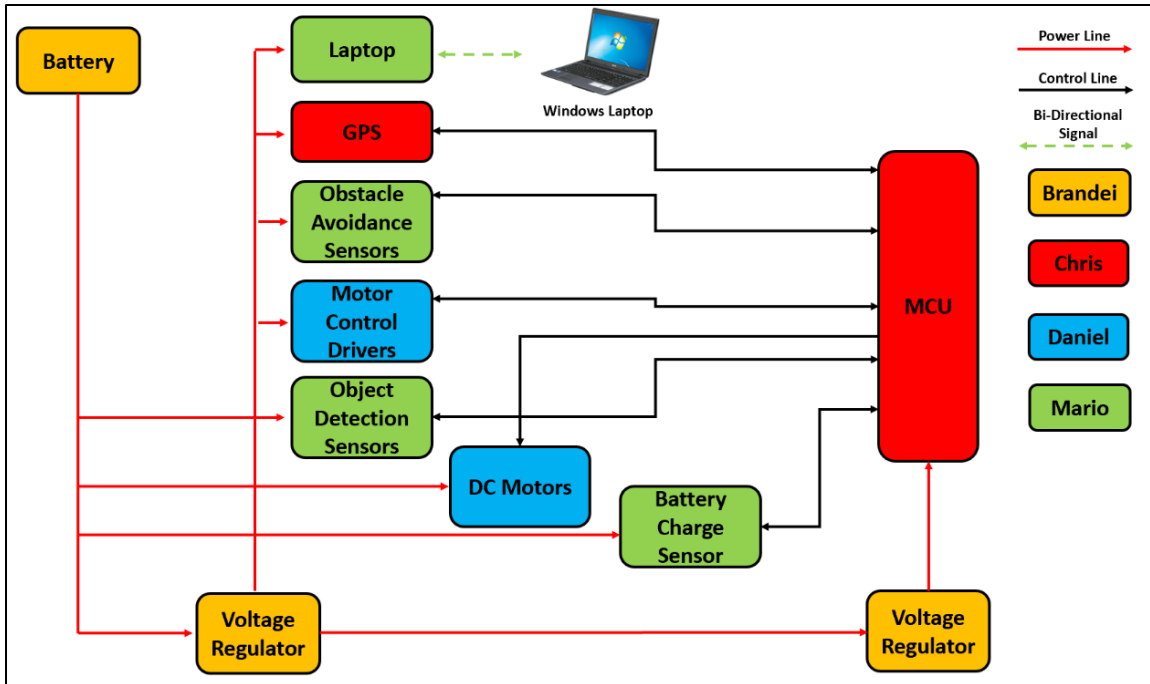 Battery
Laptop
Windows Laptop
GPS
Obstacle
Avoidance
Sensors
Motor
Control
Drivers
Object
Detection
Sensors
DC Motors
Battery
Charge
Sensor
Voltage
Regulator
Voltage
Regulator
MCU
Power Line
Control Line
Bi-Directional
Signal
Brandei
Chris
Daniel
Mario